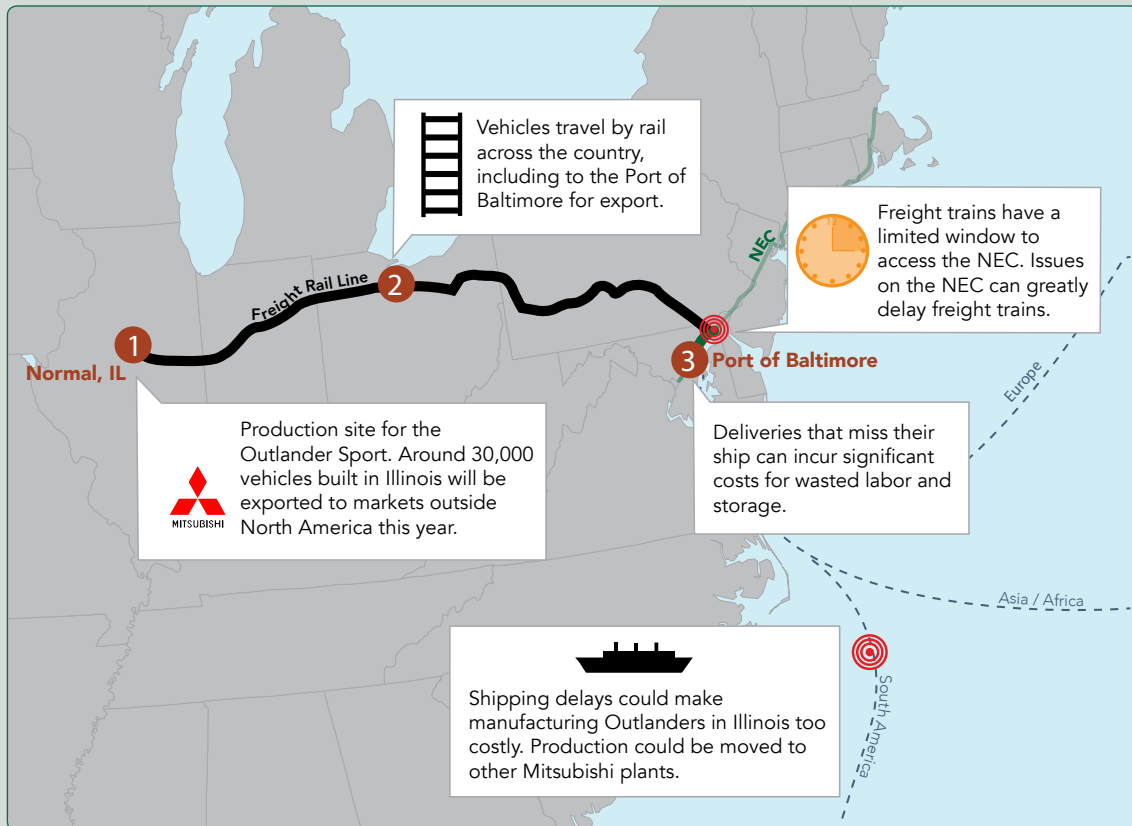 Vehicles travel by rail
across the country,
including to the Port of
Baltimore for export.
NEC
12
Freight trains have a
limited window to
access the NEC. Issues
on the NEC can greatly
delay freight trains.
Freight Rail Line
2
1
Normal, IL
3
Port of Baltimore
Europe
Production site for the
Outlander Sport. Around 30,000
vehicles built in Illinois will be
exported to markets outside
North America this year.
MITSUBISHI
Deliveries that miss their
ship can incur significant
costs for wasted labor and
storage.
Asia / Africa
South America
Shipping delays could make
manufacturing Outlanders in Illinois too
costly. Production could be moved to
other Mitsubishi plants.